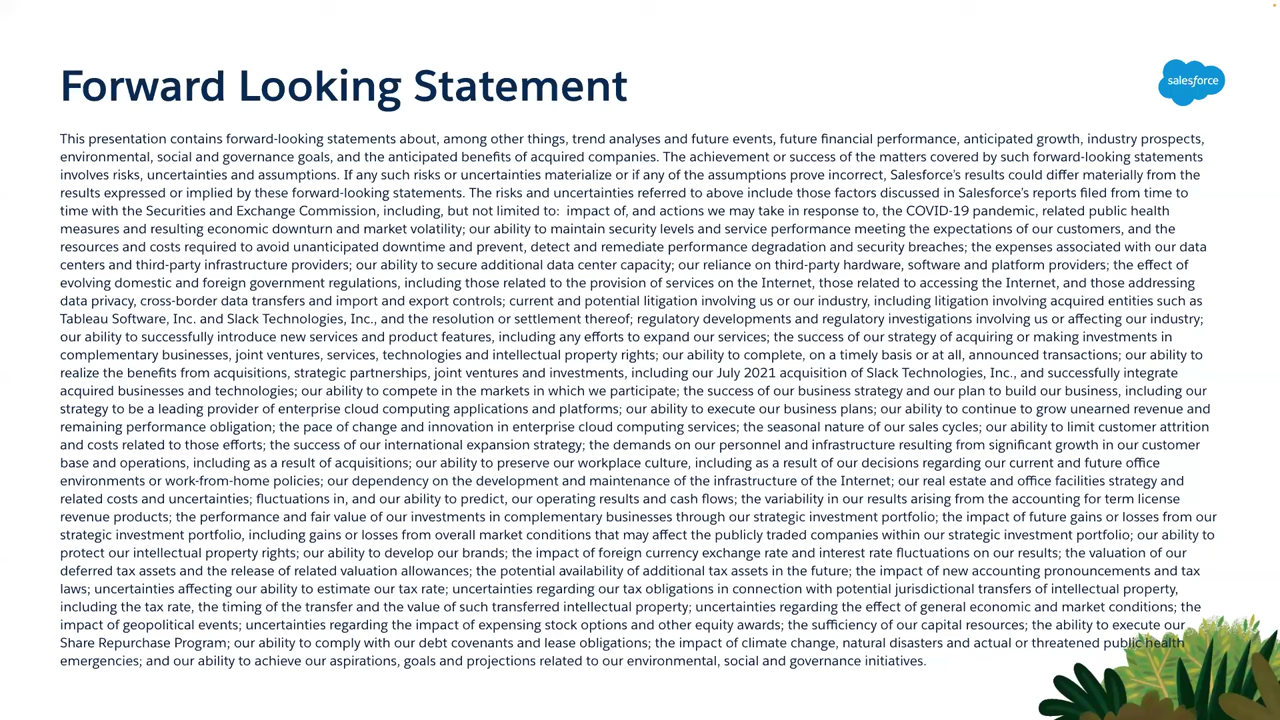 Forward Looking Statement
salesforce
This presentation contains forward-looking statements about, among other things, trend analyses and future events, future financial performance, anticipated growth, industry prospects,
environmental, social and governance goals, and the anticipated benefits of acquired companies. The achievement or success of the matters covered by such forward-looking statements
involves risks, uncertainties and assumptions. If any such risks or uncertainties materialize or if any of the assumptions prove incorrect, Salesforce's results could differ materially from the
results expressed or implied by these forward-looking statements. The risks and uncertainties referred to above include those factors discussed in Salesforce's reports filed from time to
time with the Securities and Exchange Commission, including, but not limited to:  impact of, and actions we may take in response to, the COVID-19 pandemic, related public health
measures and resulting economic downturn and market volatility; our ability to maintain security levels and service performance meeting the expectations of our customers, and the
resources and costs required to avoid unanticipated downtime and prevent, detect and remediate performance degradation and security breaches; the expenses associated with our data
centers and third-party infrastructure providers; our ability to secure additional data center capacity; our reliance on third-party hardware, software and platform providers; the effect of
evolving domestic and foreign government regulations, including those related to the provision of services on the Internet, those related to accessing the Internet, and those addressing
data privacy, cross-border data transfers and import and export controls; current and potential litigation involving us or our industry, including litigation involving acquired entities such as
Tableau Software, Inc. and Slack Technologies, Inc., and the resolution or settlement thereof; regulatory developments and regulatory investigations involving us or affecting our industry;
our ability to successfully introduce new services and product features, including any efforts to expand our services; the success of our strategy of acquiring or making investments in
complementary businesses, joint ventures, services, technologies and intellectual property rights; our ability to complete, on a timely basis or at all, announced transactions; our ability to
realize the benefits from acquisitions, strategic partnerships, joint ventures and investments, including our July 2021 acquisition of Slack Technologies, Inc., and successfully integrate
acquired businesses and technologies; our ability to compete in the markets in which we participate; the success of our business strategy and our plan to build our business, including our
strategy to be a leading provider of enterprise cloud computing applications and platforms; our ability to execute our business plans; our ability to continue to grow unearned revenue and
remaining performance obligation; the pace of change and innovation in enterprise cloud computing services; the seasonal nature of our sales cycles; our ability to limit customer attrition
and costs related to those efforts; the success of our international expansion strategy; the demands on our personnel and infrastructure resulting from significant growth in our customer
base and operations, including as a result of acquisitions; our ability to preserve our workplace culture, including as a result of our decisions regarding our current and future office
environments or work-from-home policies; our dependency on the development and maintenance of the infrastructure of the Internet; our real estate and office facilities strategy and
related costs and uncertainties; fluctuations in, and our ability to predict, our operating results and cash flows; the variability in our results arising from the accounting for term license
revenue products; the performance and fair value of our investments in complementary businesses through our strategic investment portfolio; the impact of future gains or losses from our
strategic investment portfolio, including gains or losses from overall market conditions that may affect the publicly traded companies within our strategic investment portfolio; our ability to
protect our intellectual property rights; our ability to develop our brands; the impact of foreign currency exchange rate and interest rate fluctuations on our results; the valuation of our
deferred tax assets and the release of related valuation allowances; the potential availability of additional tax assets in the future; the impact of new accounting pronouncements and tax
laws; uncertainties affecting our ability to estimate our tax rate; uncertainties regarding our tax obligations in connection with potential jurisdictional transfers of intellectual property,
including the tax rate, the timing of the transfer and the value of such transferred intellectual property; uncertainties regarding the effect of general economic and market conditions; the
impact of geopolitical events; uncertainties regarding the impact of expensing stock options and other equity awards; the sufficiency of our capital resources; the ability to execute our
Share Repurchase Program; our ability to comply with our debt covenants and lease obligations; the impact of climate change, natural disasters and actual or threatened public health
emergencies; and our ability to achieve our aspirations, goals and projections related to our environmental, social and governance initiatives.